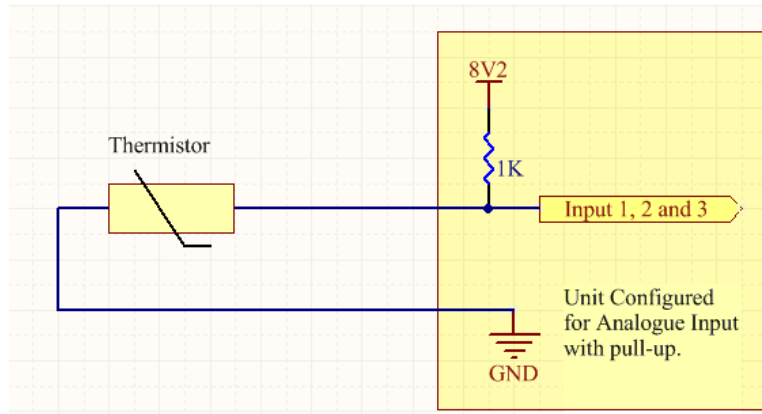 8V2
Thermistor
1K
Input 1, 2 and 3
Unit Configured
for Analogue Input
with pull-up.
GND